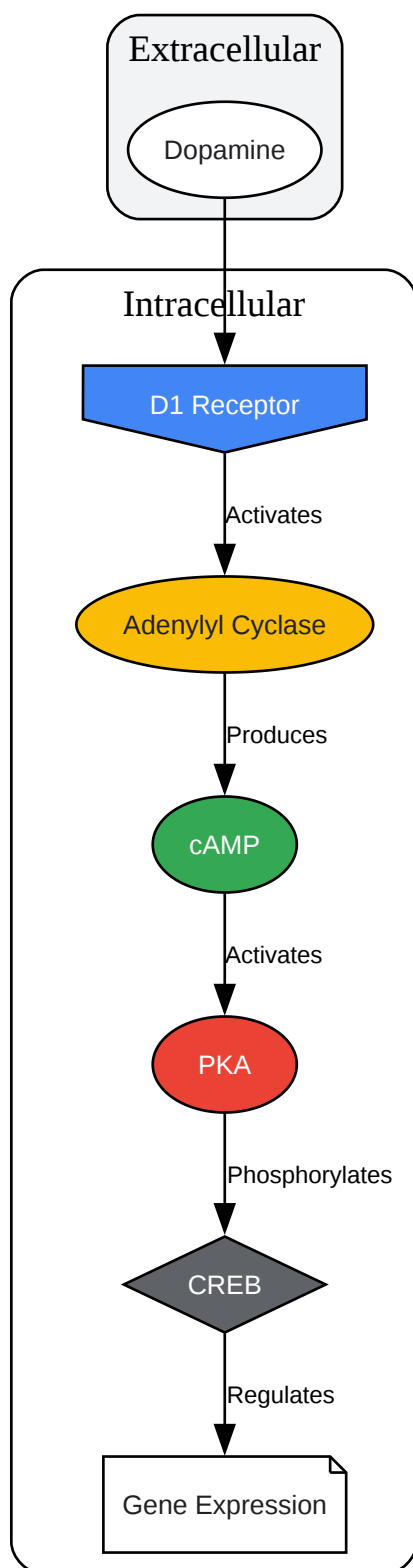 Extracellular
Dopamine
Intracellular
D1 Receptor
Activates
Adenylyl Cyclase
Produces
cAMP
Activates
PKA
Phosphorylates
CREB
Regulates
Gene Expression